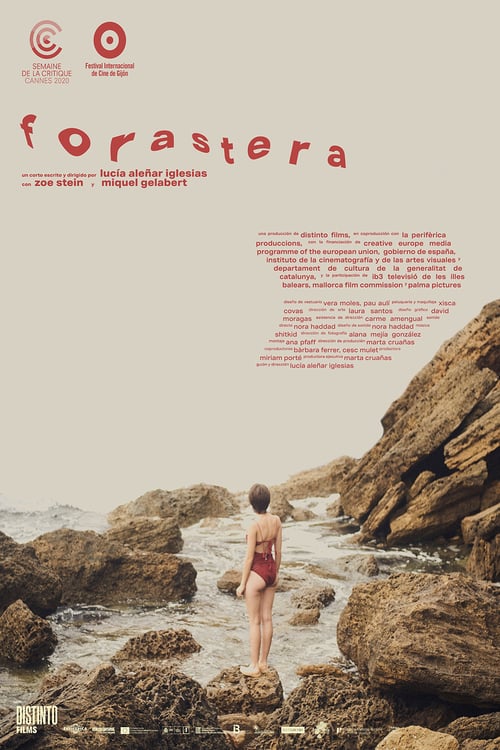 SEMAINE
DE LA CRITIQUE
CANNES 2020
Festival Internacional
de Cine de Gijón
forastera
un corto escrito y dirigido por lucía aleñar iglesias
con zoe stein y miquel gelabert
una producción de distinto films, en coproducción con la perifèrica
produccions, con la financiación de creative europe media
programme of the european union, gobierno de españa,
instituto de la cinematografía y de las artes visuales y
departament de cultura de la generalitat de
catalunya, y la participación de ib3 televisió de les illes
balears, mallorca film commission y palma pictures
diseño de vestuario vera moles, pau aulí peluquería y maquillaje xisca
covas dirección de arte laura santos diseño gráfico david
moragas asistencia de dirección carme amengual sonido
directo nora haddad diseño de sonido nora haddad música
shitkid dirección de fotografía alana mejía gonzález
montaje ana pfaff dirección de producción marta cruañas
coproductores bàrbara ferrer, cesc mulet productora
miriam porté productora ejecutiva marta cruañas
guion y dirección lucía aleñar iglesias
DISTINTO
FILMS